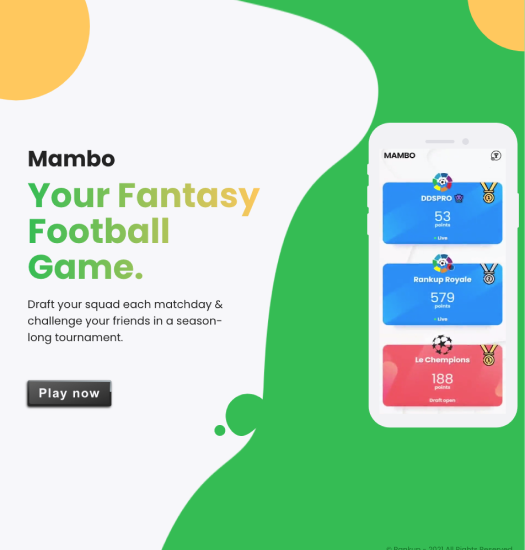 Mambo
Your Fantasy
Football
Game.
Draft your squad each matchday &
challenge your friends in a season-
long tournament.
Play now
MAMBO
DDSPRO
53
points
• Live
Rankup Royale
579
points
• Live
Le Chempions
188
points
Draft open
© Rankup - 2021 All Rights Reserved